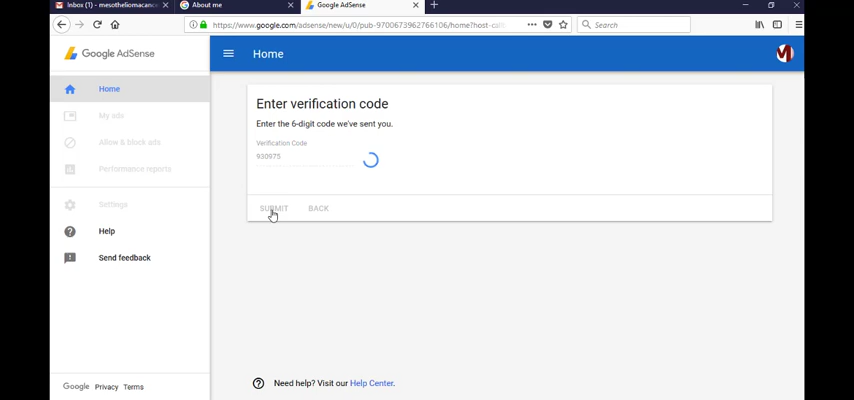 Inbox (1) - mesotheliomacance
About me
Google AdSense
https://www.google.com/adsense/new/u/0/pub-9700673962766106/home?host-call
Search
Google AdSense
Home
Home
My ads
Allow & block ads
Performance reports
Settings
Help
Send feedback
Enter verification code
Enter the 6-digit code we've sent you.
Verification Code
930975
SUBMIT BACK
Need help? Visit our Help Center.
Google Privacy Terms